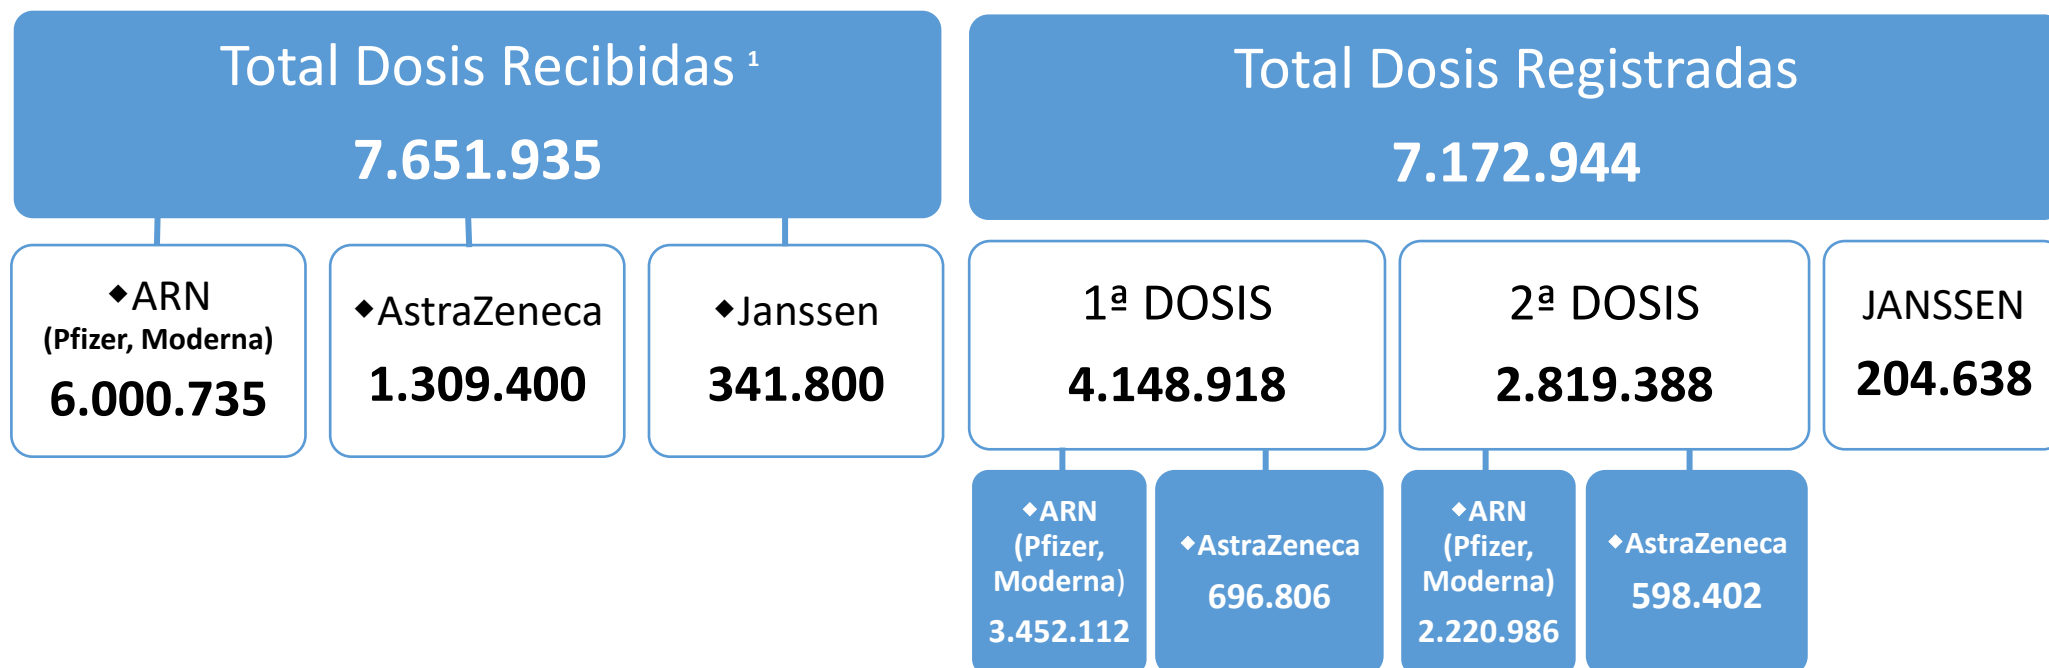 Total Dosis Recibidas ¹
7.651.935
◆ARN
(Pfizer, Moderna)
6.000.735
◆AstraZeneca
1.309.400
◆Janssen
341.800
Total Dosis Registradas
7.172.944
1ª DOSIS
4.148.918
2ª DOSIS
2.819.388
JANSSEN
204.638
◆ARN
(Pfizer,
Moderna)
3.452.112
◆AstraZeneca
696.806
◆ARN
(Pfizer,
Moderna)
2.220.986
◆AstraZeneca
598.402